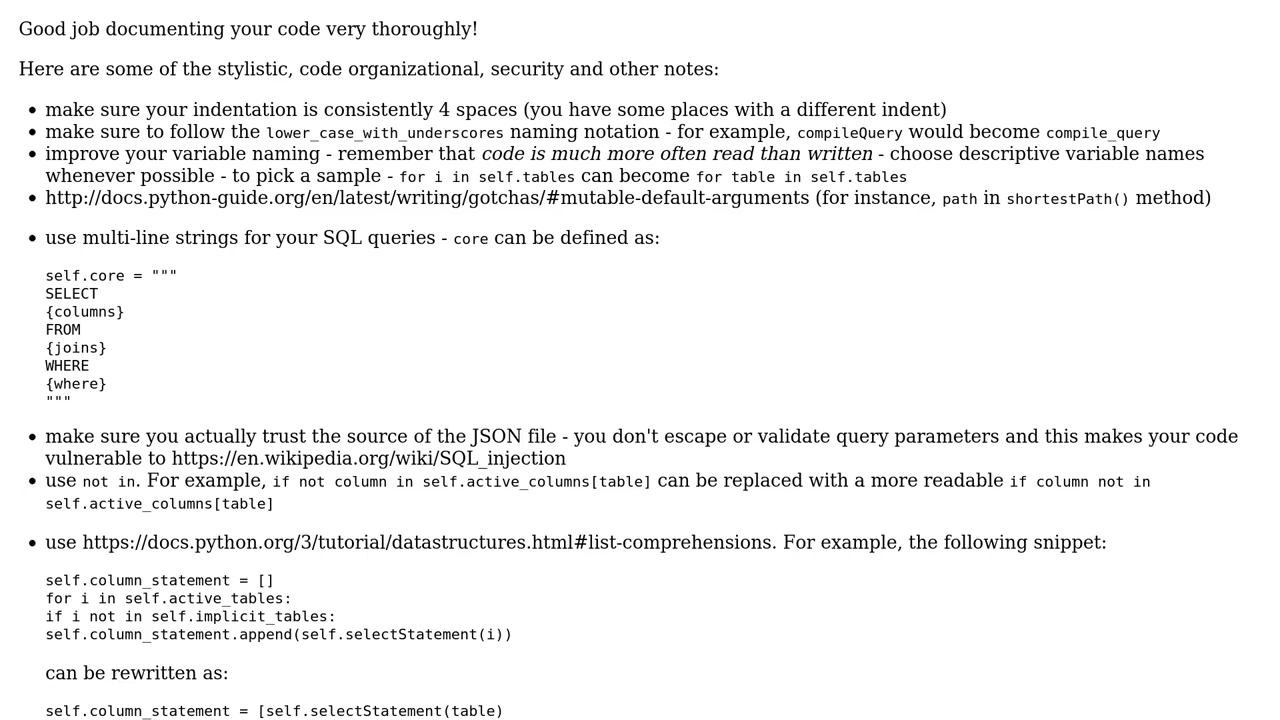 Good job documenting your code very thoroughly!
Here are some of the stylistic, code organizational, security and other notes:
• make sure your indentation is consistently 4 spaces (you have some places with a different indent)
• make sure to follow the lower_case_with_underscores naming notation - for example, compileQuery would become compile_query
• improve your variable naming - remember that code is much more often read than written - choose descriptive variable names
whenever possible - to pick a sample - for i in self.tables can become for table in self.tables
• http://docs.python-guide.org/en/latest/writing/gotchas/#mutable-default-arguments (for instance, path in shortestPath() method)
• use multi-line strings for your SQL queries - core can be defined as:
self.core = """
SELECT
{columns}
FROM
{joins}
WHERE
{where}
"""
• make sure you actually trust the source of the JSON file - you don't escape or validate query parameters and this makes your code
vulnerable to https://en.wikipedia.org/wiki/SQL_injection
• use not in. For example, if not column in self.active_columns[table] can be replaced with a more readable if column not in
self.active_columns[table]
• use https://docs.python.org/3/tutorial/datastructures.html#list-comprehensions. For example, the following snippet:
self.column_statement = []
for i in self.active_tables:
if i not in self.implicit_tables:
self.column_statement.append(self.selectStatement(i))
can be rewritten as:
self.column_statement = [self.selectStatement(table)